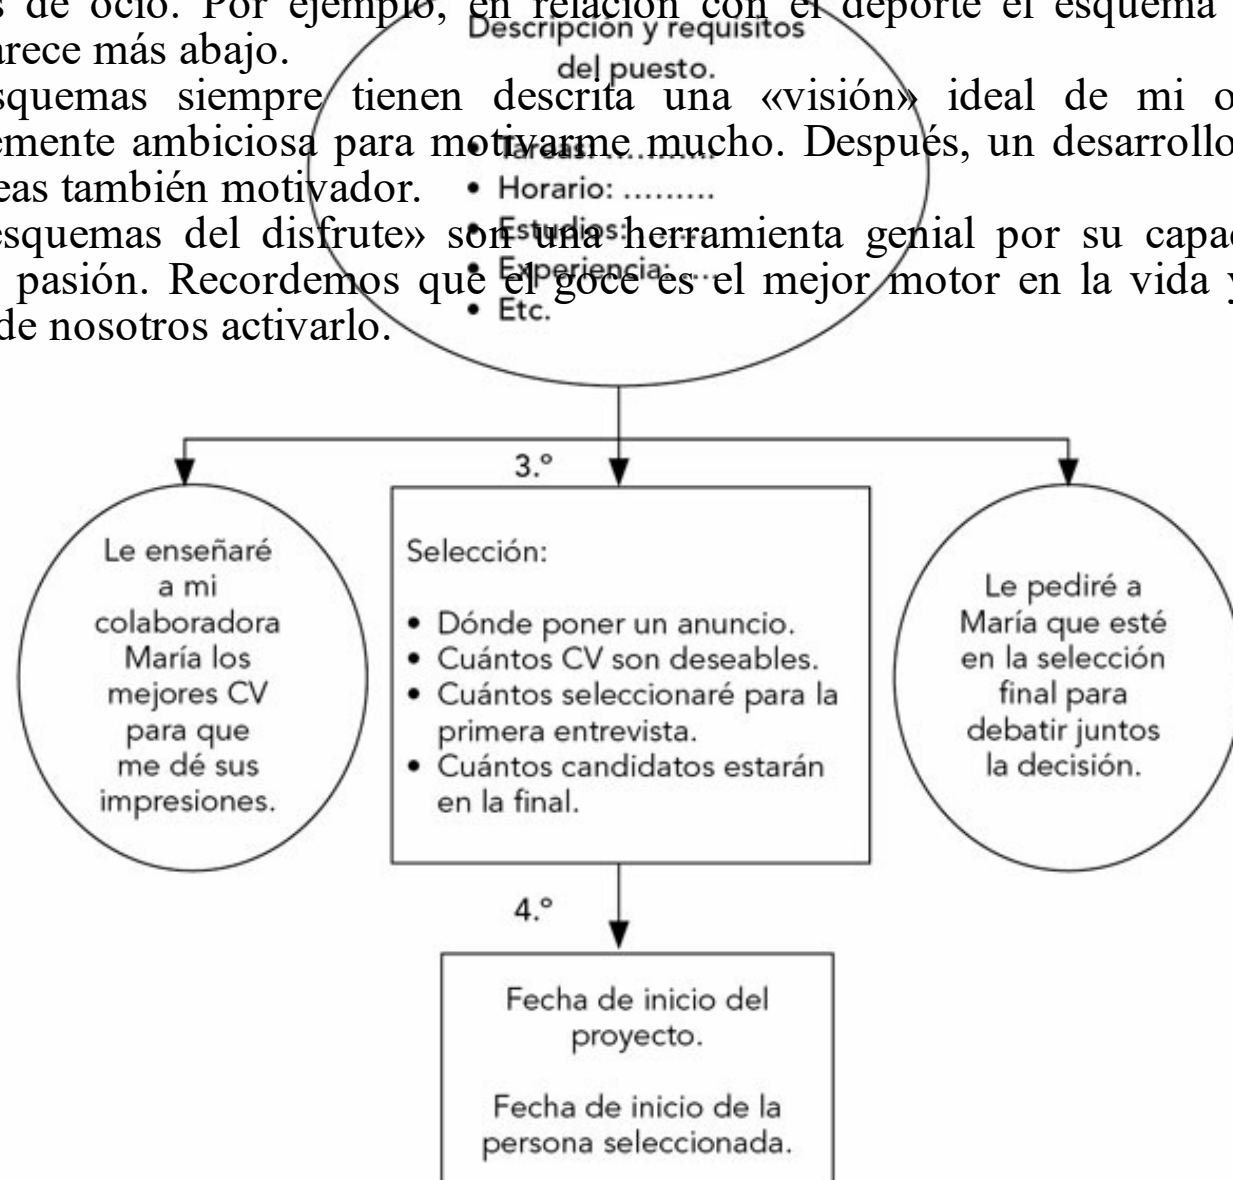 s de ocio. Por ejemplo, en relación con el deporte el esquema
arece más abajo.
squemas siempre tienen descrita una «visión» ideal de mi o
emente ambiciosa para motivarme mucho. Después, un desarrollo
eas también motivador.
esquemas del disfrute» son una herramienta genial por su capa
pasión. Recordemos que el goce es el mejor motor en la vida y
de nosotros activarlo.
Descripción y requisitos
del puesto.
• Tareas: ............
• Horario: .........
• Estudios: ........
• Experiencia: ....
• Etc.
3.º
Le enseñaré
a mi
colaboradora
María los
mejores CV
para que
me dé sus
impresiones.
Selección:
• Dónde poner un anuncio.
• Cuántos CV son deseables.
• Cuántos seleccionaré para la
primera entrevista.
• Cuántos candidatos estarán
en la final.
Le pediré a
María que esté
en la selección
final para
debatir juntos
la decisión.
4.º
Fecha de inicio del
proyecto.
Fecha de inicio de la
persona seleccionada.